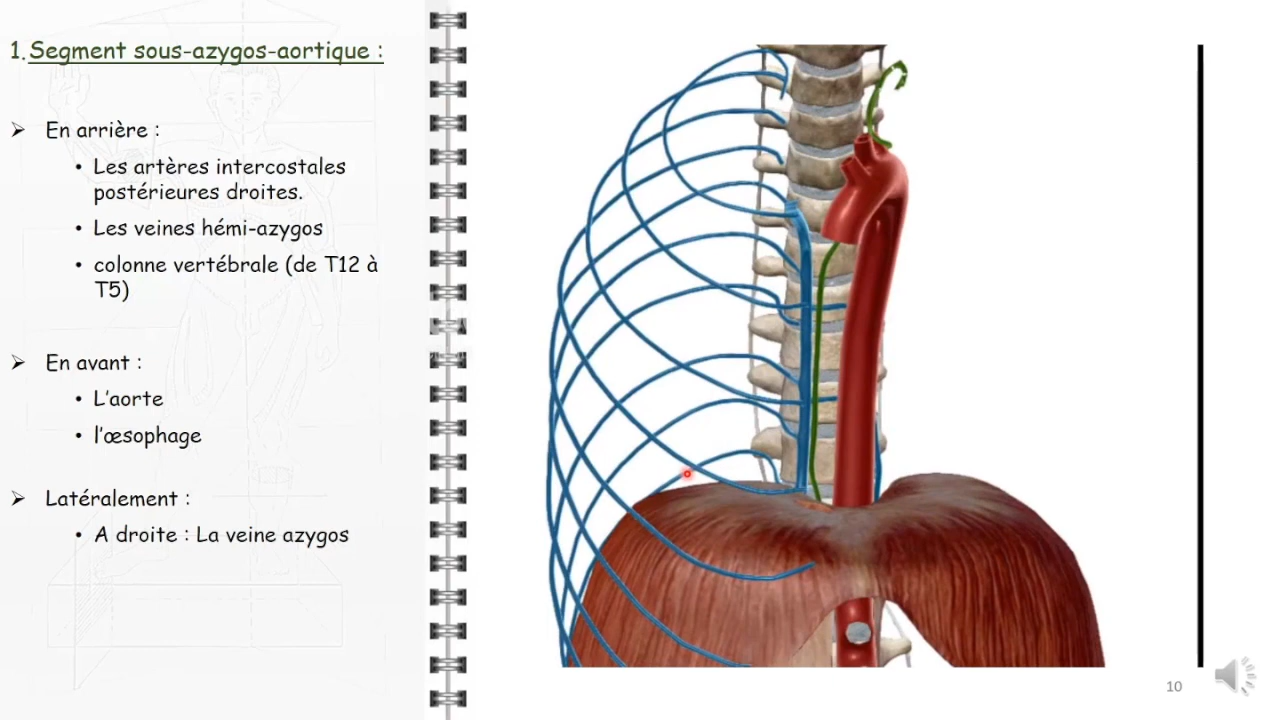 1. Segment sous-azygos-aortique :
➢ En arrière :
• Les artères intercostales
postérieures droites.
• Les veines hémi-azygos
• colonne vertébrale (de T12 à
T5)
➢ En avant :
• L'aorte
• l'œsophage
➢ Latéralement :
• A droite : La veine azygos
10